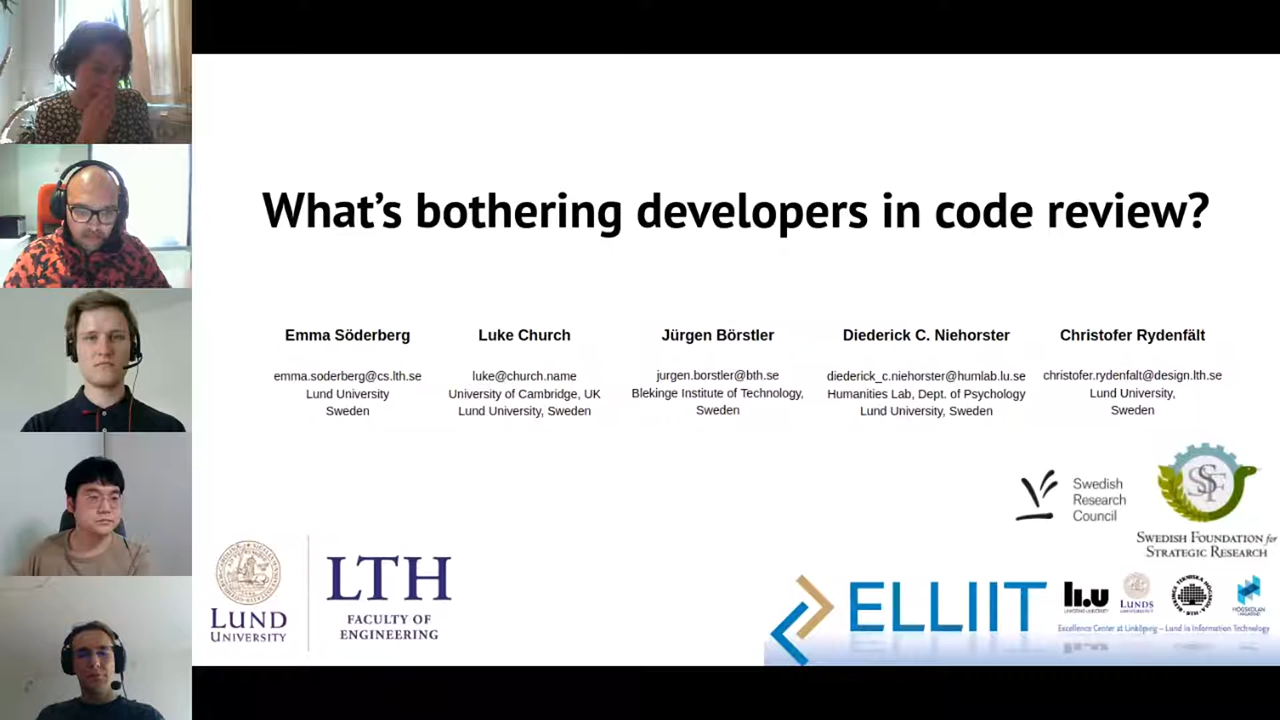 What's bothering developers in code review?
Emma Söderberg
emma.soderberg@cs.lth.se
Lund University
Sweden
Luke Church
luke@church.name
University of Cambridge, UK
Lund University, Sweden
Jürgen Börstler
jurgen.borstler@bth.se
Blekinge Institute of Technology,
Sweden
Diederick C. Niehorster
diederick_c.niehorster@humlab.lu.se
Humanities Lab, Dept. of Psychology
Lund University, Sweden
Christofer Rydenfält
christofer.rydenfalt@design.lth.se
Lund University,
Sweden
Swedish
Research
Council
SSF
SWEDISH FOUNDATION for
STRATEGIC RESEARCH
LUND
UNIVERSITY
LTH
FACULTY OF
ENGINEERING
ELLIIT
li.u
LUNDS
Excellence Center at Linköping – Lund in Information Technology